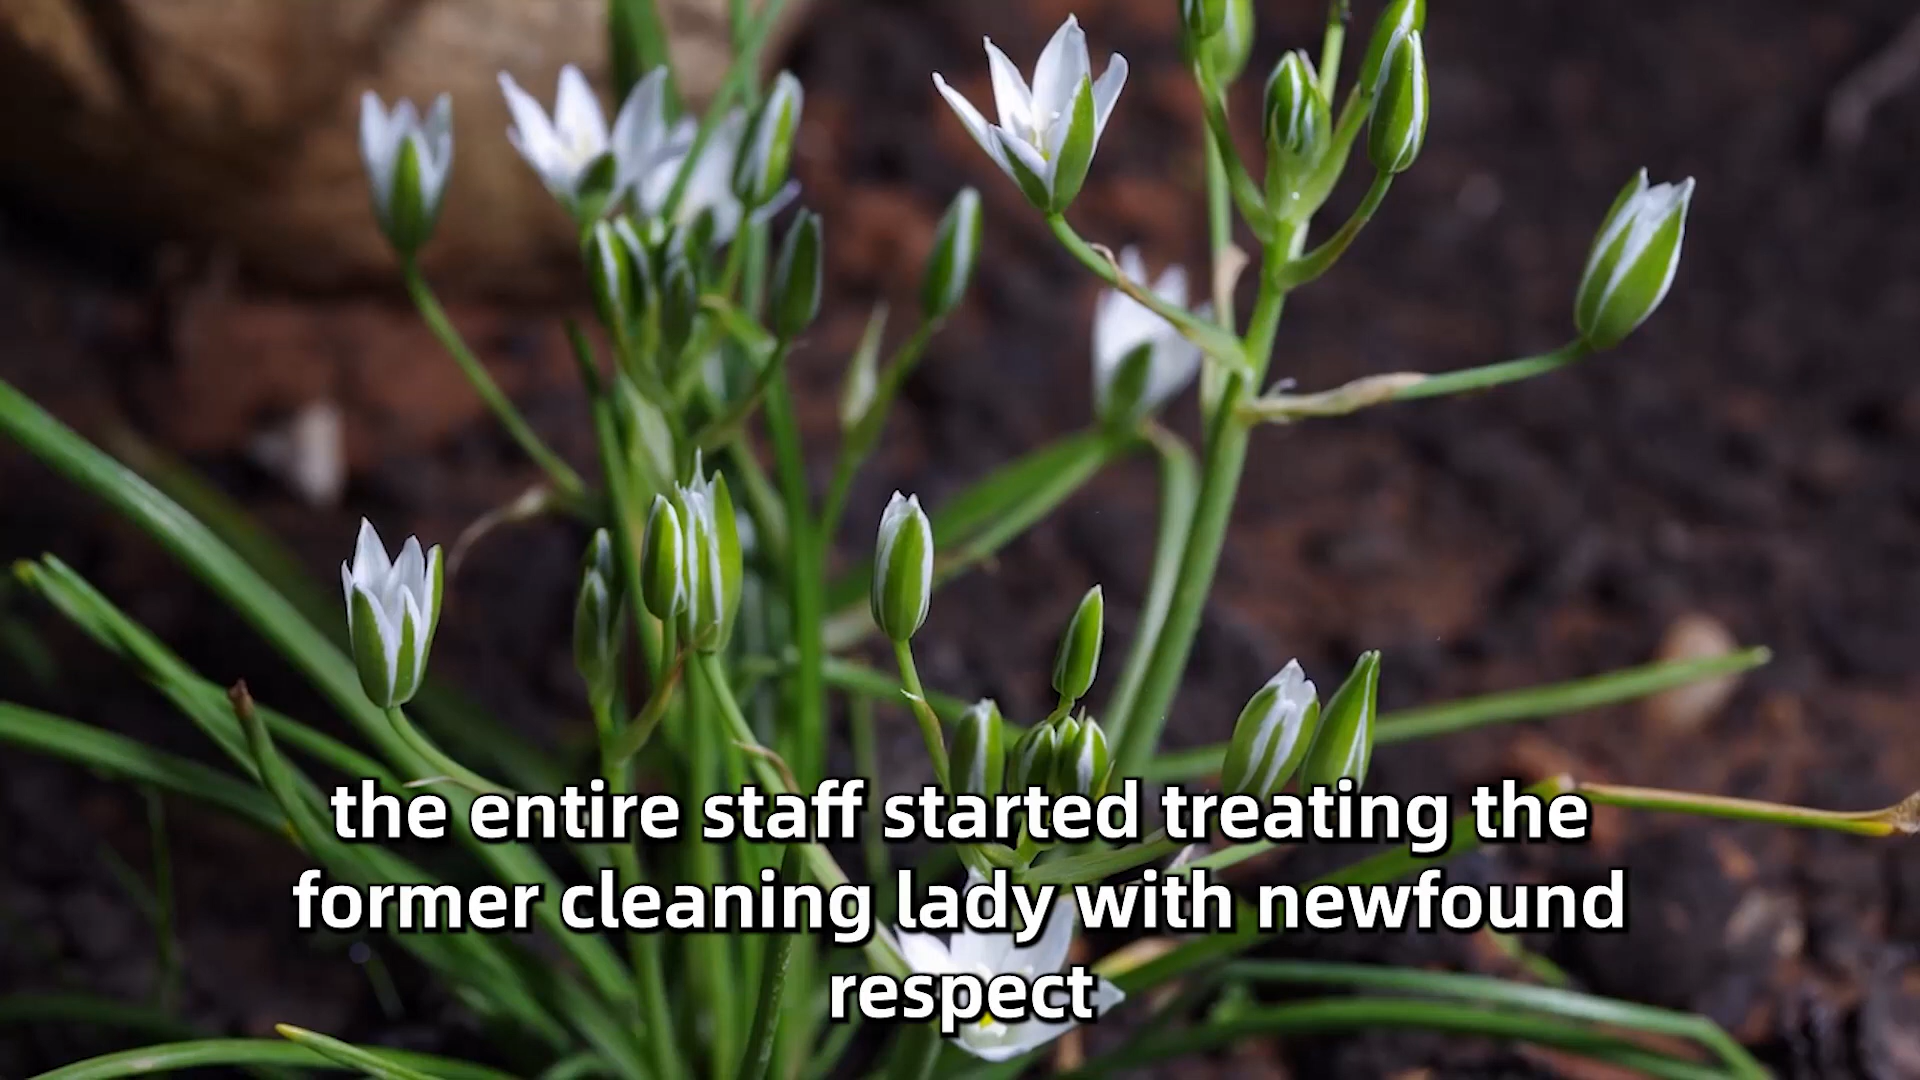 the entire staff started treating the
former cleaning lady with newfound
respect